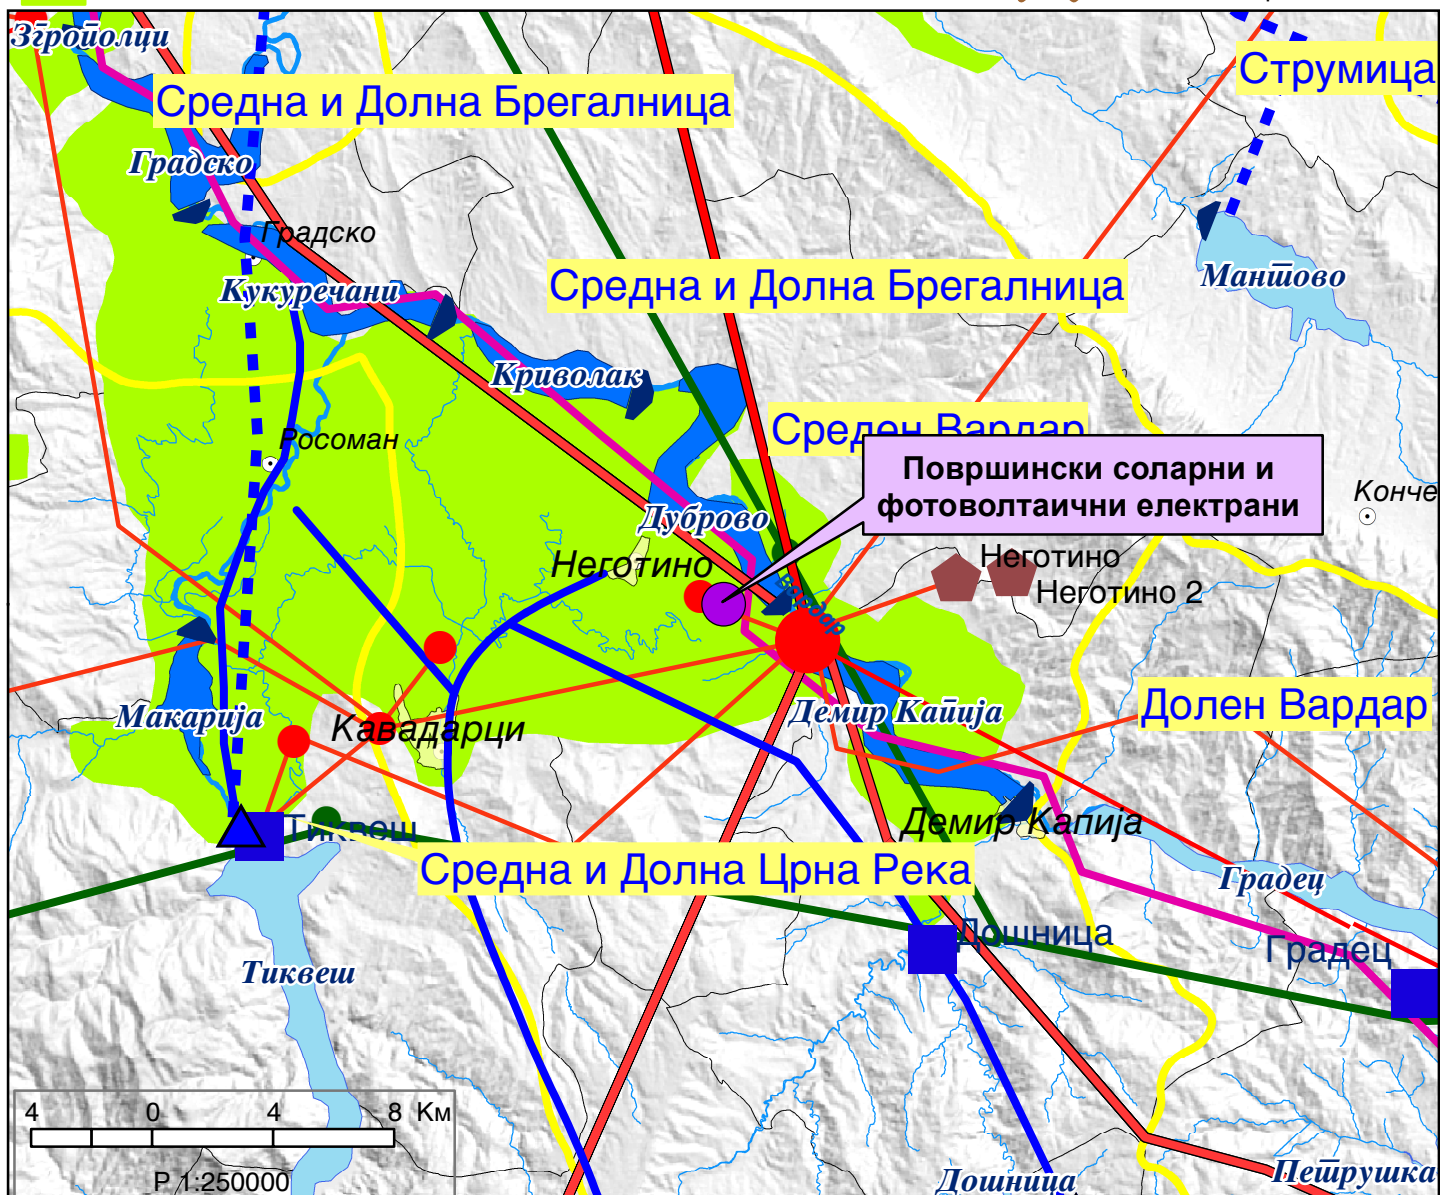 Згрополци
Струмица
Средна и Долна Брегалница
Градско
Градско
Мантово
Кукуречани
Средна и Долна Брегалница
Криволак
Среден Вардар
Росоман
Површински соларни и
фотоволтаични електрани
Конче
Дуброво
Неготино
Неготино
Неготино 2
Вардар
Макарија
Кавадарци
Демир Капија
Долен Вардар
Тиквеш
Демир Капија
Средна и Долна Црна Река
Градец
Дошница
Градец
Тиквеш
4 0 4 8 Км
Р 1:250000
Дошница
Петрушка